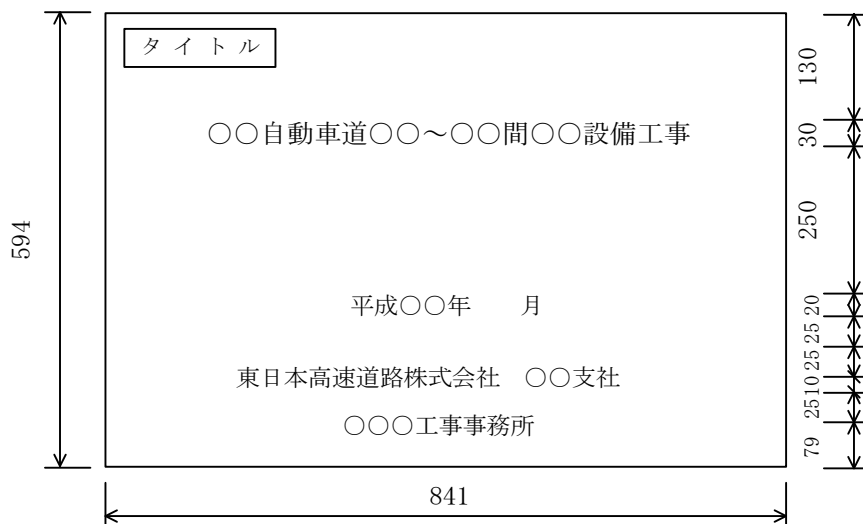 タイトル
130
○○自動車道○○～○○間○○設備工事
30
594
250
平成○○年　　月
20
25
25
東日本高速道路株式会社　○○支社
10
25
○○○工事事務所
79
841